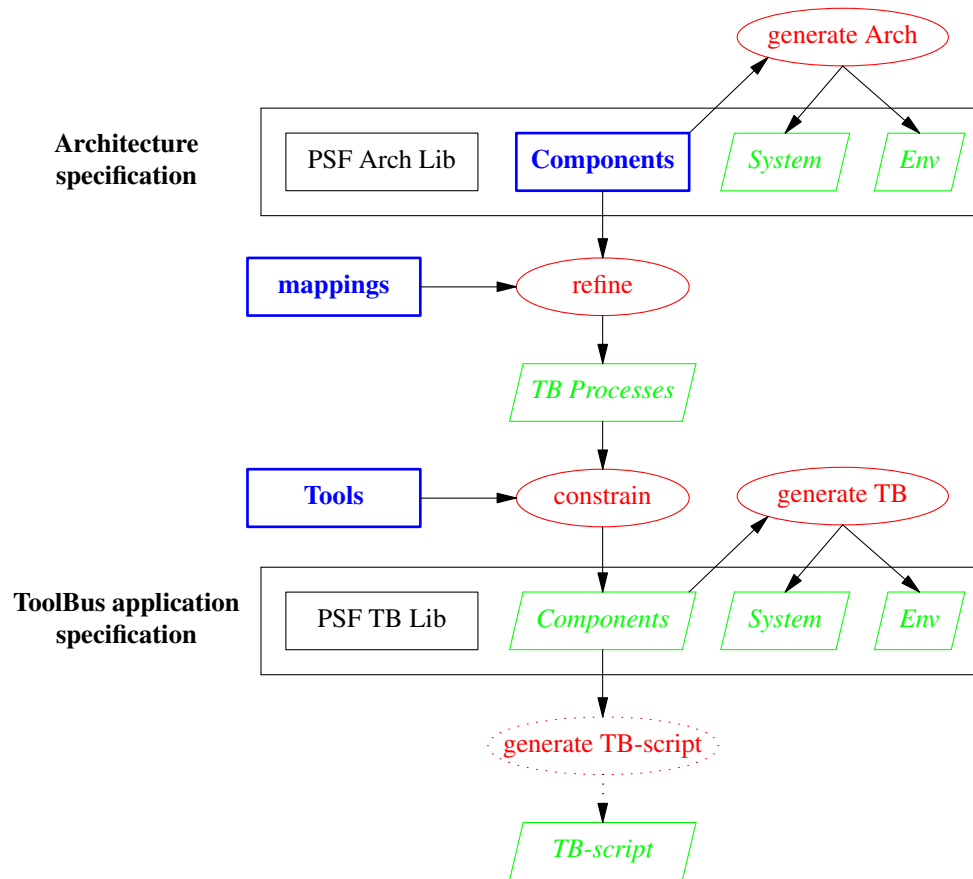 generate Arch
Architecture
specification
PSF Arch Lib
Components
System
Env
mappings
refine
TB Processes
Tools
constrain
generate TB
ToolBus application
specification
PSF TB Lib
Components
System
Env
generate TB-script
TB-script